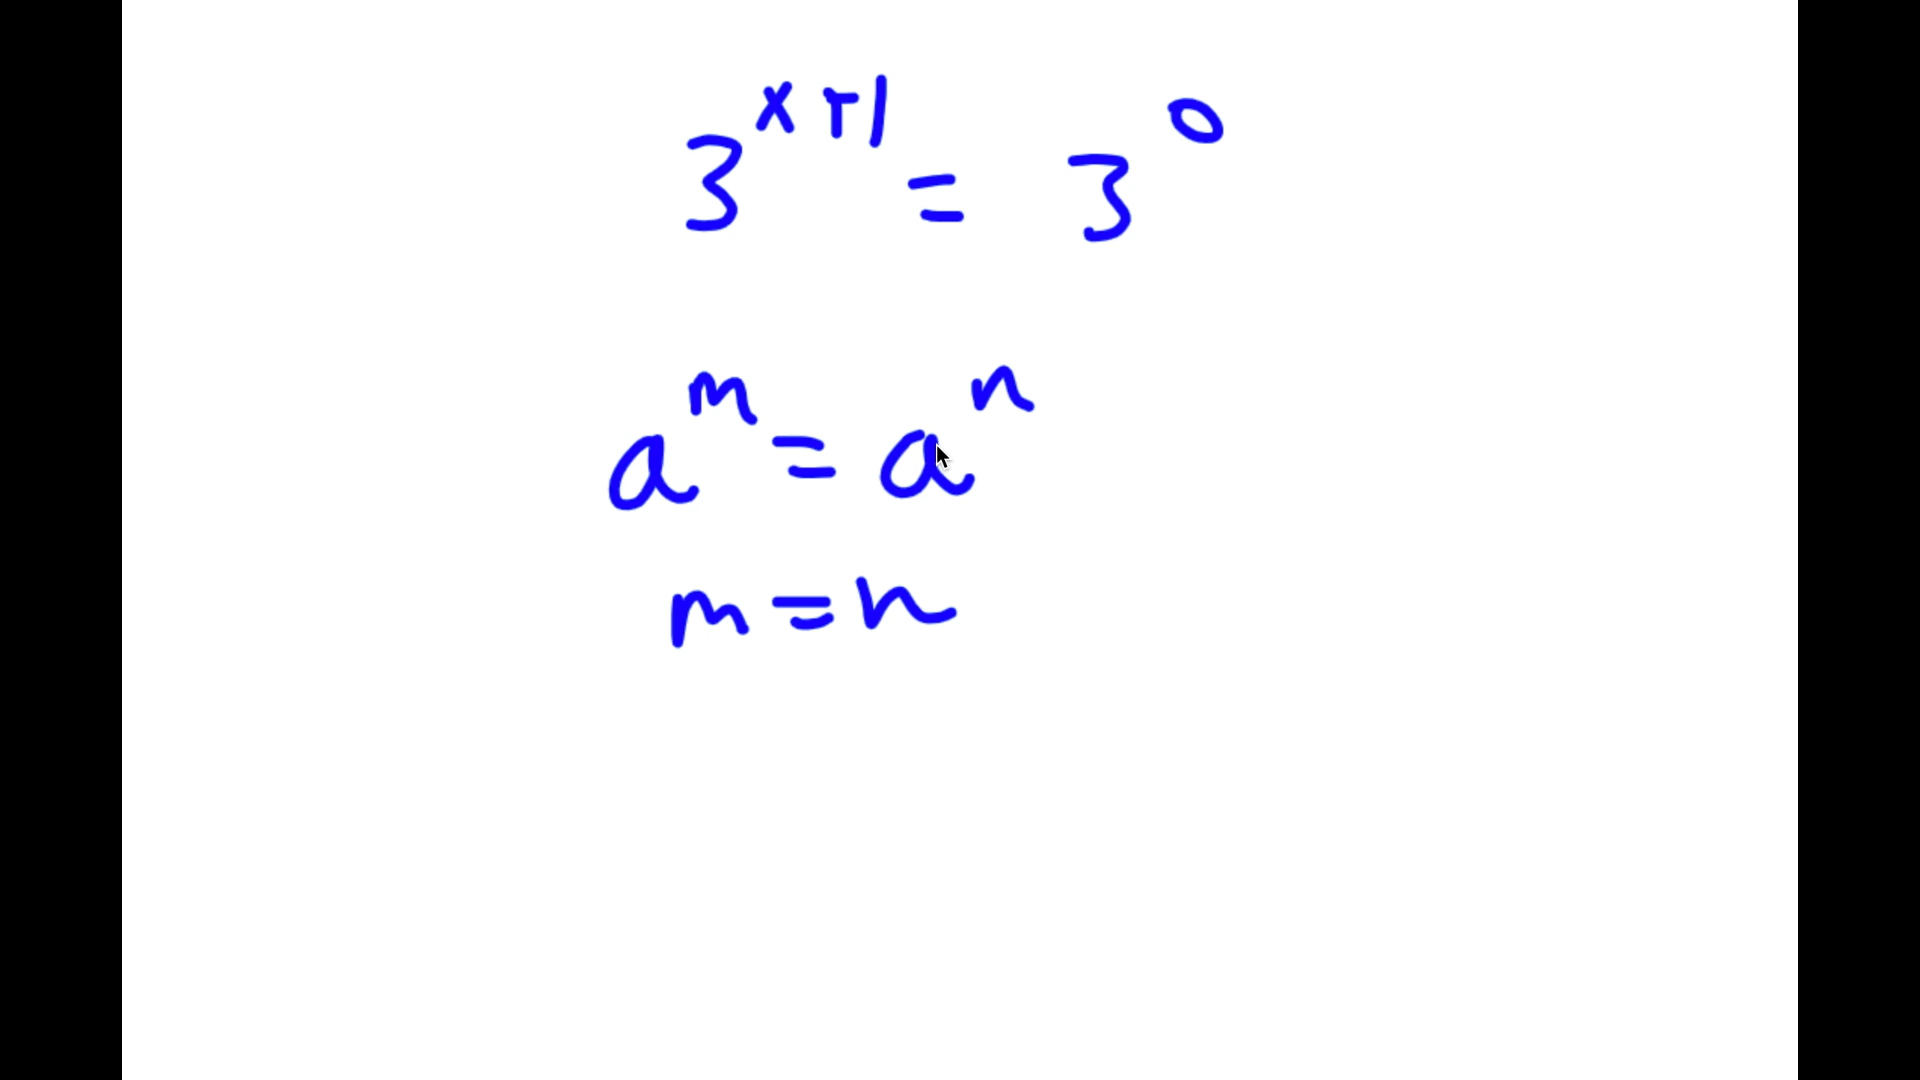 3^{x+1} = 3^0
a^m = a^n
m = n